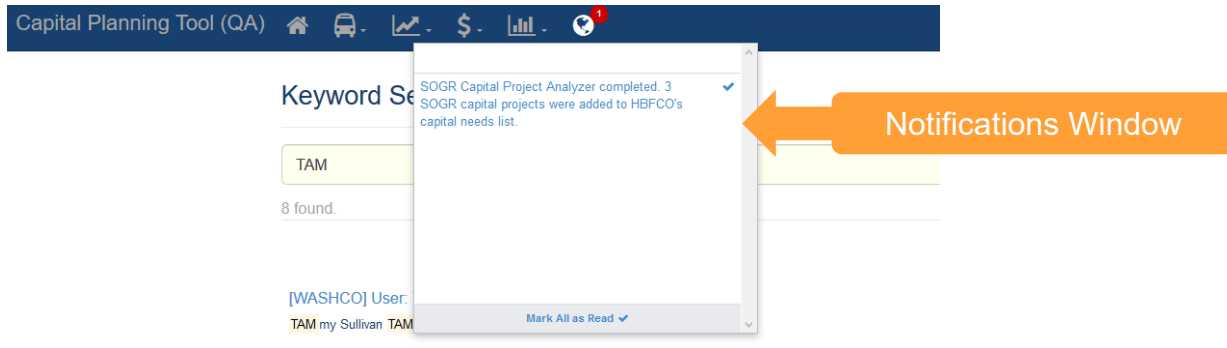 Capital Planning Tool (QA)
$
1
Keyword Se
SOGR Capital Project Analyzer completed. 3
SOGR capital projects were added to HBFCO's
capital needs list.
Notifications Window
TAM
8 found.
[WASHCO] User:
TAM my Sullivan TAM
Mark All as Read